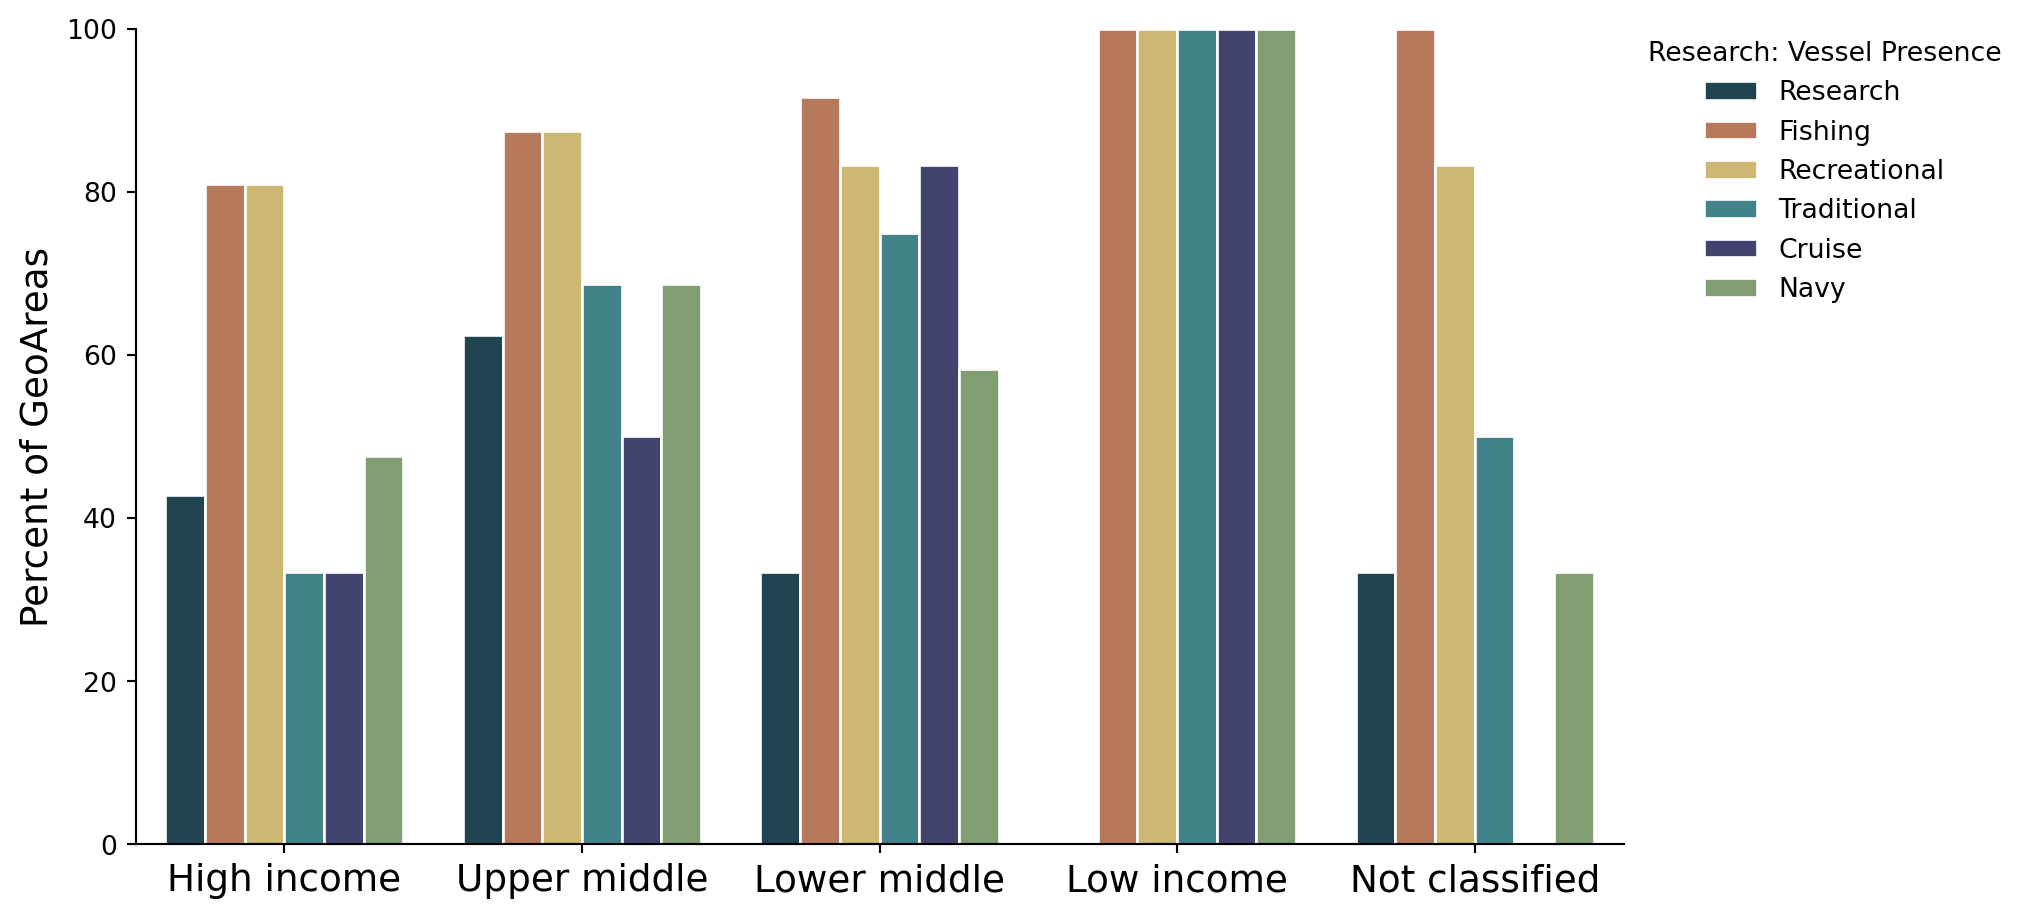 Percent of GeoAreas
100
80
60
40
20
0
High income
Upper middle
Lower middle
Low income
Not classified
Research: Vessel Presence
Research
Fishing
Recreational
Traditional
Cruise
Navy